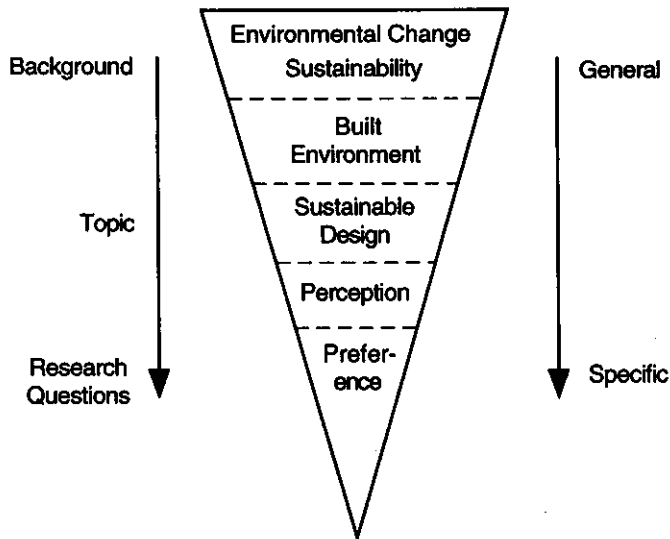 Environmental Change
Sustainability
Background
General
Built
Environment
Topic
Sustainable
Design
Perception
Prefer-
ence
Research
Questions
Specific